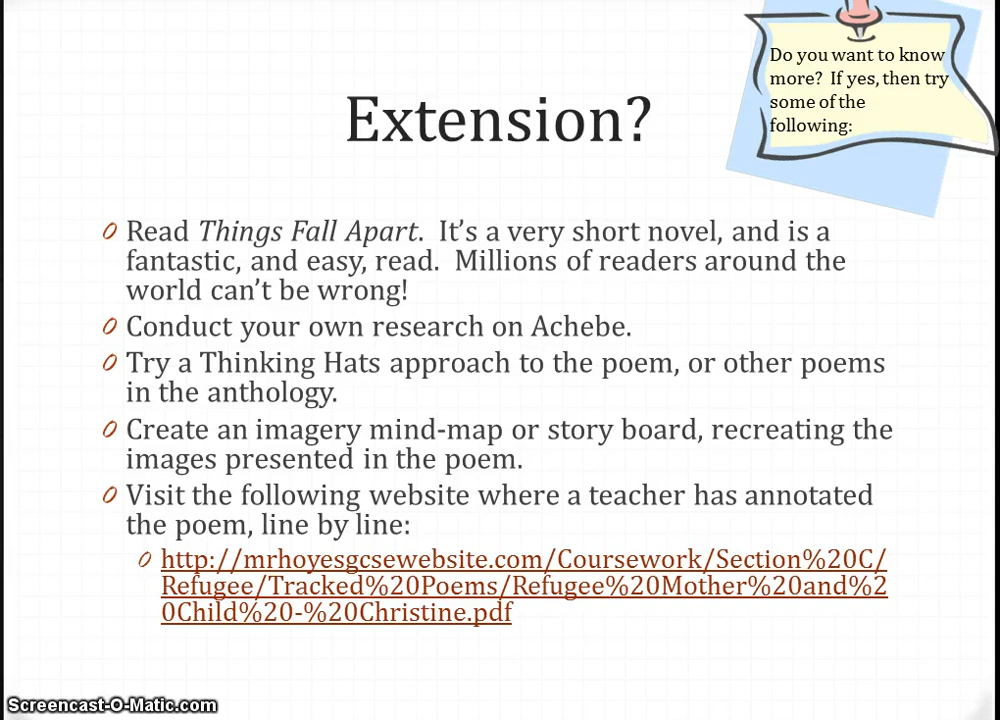 Do you want to know
more?  If yes, then try
some of the
following:
Extension?
Read Things Fall Apart.  It’s a very short novel, and is a
fantastic, and easy, read.  Millions of readers around the
world can’t be wrong!
Conduct your own research on Achebe.
Try a Thinking Hats approach to the poem, or other poems
in the anthology.
Create an imagery mind-map or story board, recreating the
images presented in the poem.
Visit the following website where a teacher has annotated
the poem, line by line:
http://mrhoyesgcsewebsite.com/Coursework/Section%20C/
Refugee/Tracked%20Poems/Refugee%20Mother%20and%2
0Child%20-%20Christine.pdf
Screencast-O-Matic.com